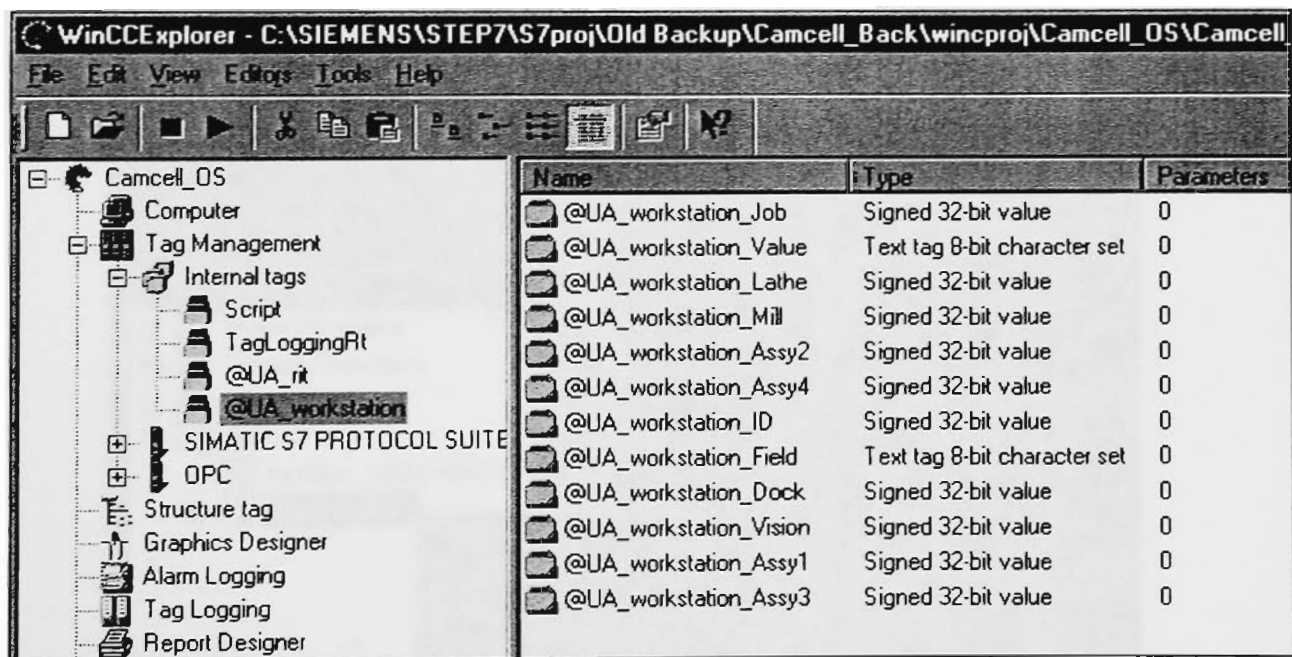 WinCCExplorer - C:\SIEMENS\STEP7\S7proj\Old Backup\Camcell_Back\wincproj\Camcell_OS\Camcell_
File Edit View Editors Tools Help
Camcell_OS
Computer
Tag Management
Internal tags
Script
TagLoggingRt
@UA_rit
@UA_workstation
SIMATIC S7 PROTOCOL SUITE
OPC
Structure tag
Graphics Designer
Alarm Logging
Tag Logging
Report Designer
Name Type Parameters
@UA_workstation_Job Signed 32-bit value 0
@UA_workstation_Value Text tag 8-bit character set 0
@UA_workstation_Lathe Signed 32-bit value 0
@UA_workstation_Mill Signed 32-bit value 0
@UA_workstation_Assy2 Signed 32-bit value 0
@UA_workstation_Assy4 Signed 32-bit value 0
@UA_workstation_ID Signed 32-bit value 0
@UA_workstation_Field Text tag 8-bit character set 0
@UA_workstation_Dock Signed 32-bit value 0
@UA_workstation_Vision Signed 32-bit value 0
@UA_workstation_Assy1 Signed 32-bit value 0
@UA_workstation_Assy3 Signed 32-bit value 0